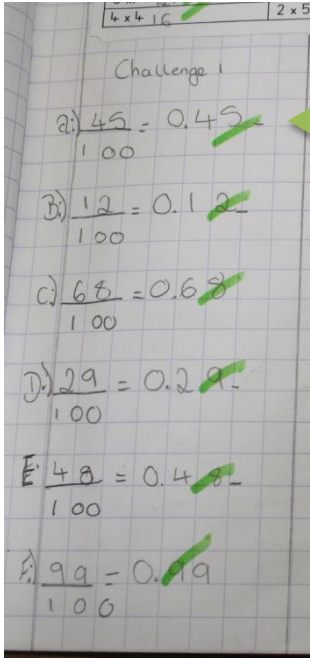 4 x 4 16 2 x 5
Challenge 1
a:) 45/100 = 0.45
B:) 12/100 = 0.12
C:) 68/100 = 0.68
D:) 29/100 = 0.29
E: 48/100 = 0.48
F:) 99/100 = 0.99